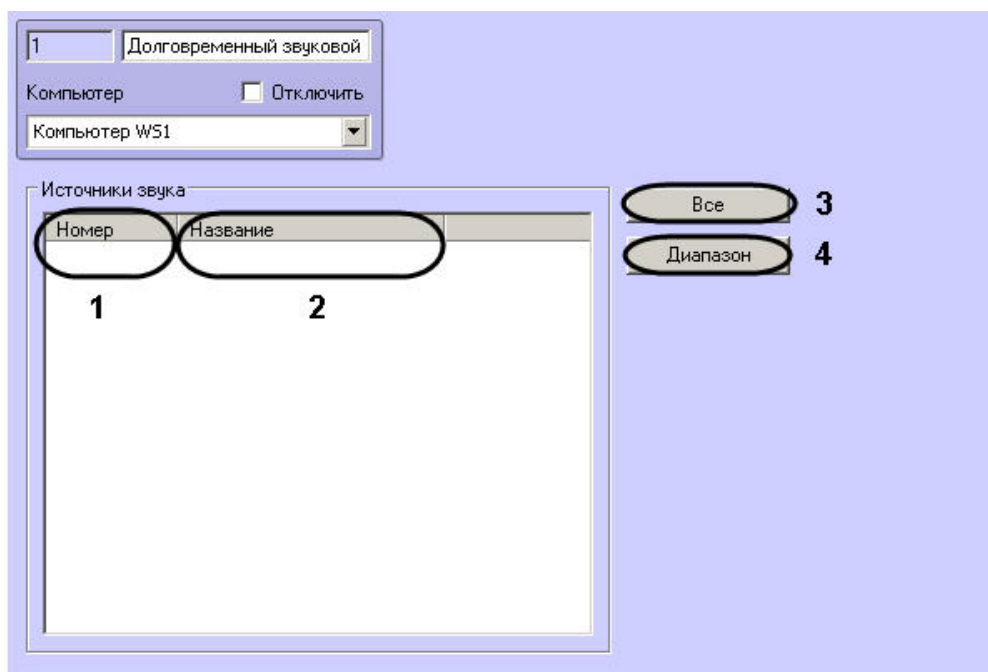 1 Долговременный звуковой
Компьютер Отключить
Компьютер WS1
Источники звука
Все 3
Номер Название
Диапазон 4
1 2